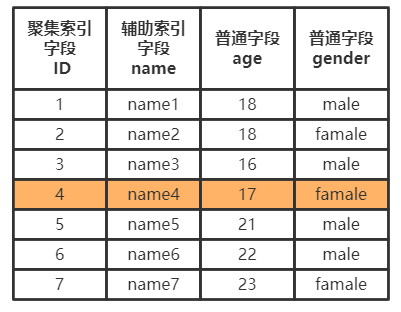 聚集索引 辅助索引 普通字段 普通字段
字段 字段 age gender
ID name
1 name1 18 male
2 name2 18 famale
3 name3 16 male
4 name4 17 famale
5 name5 21 male
6 name6 22 male
7 name7 23 famale